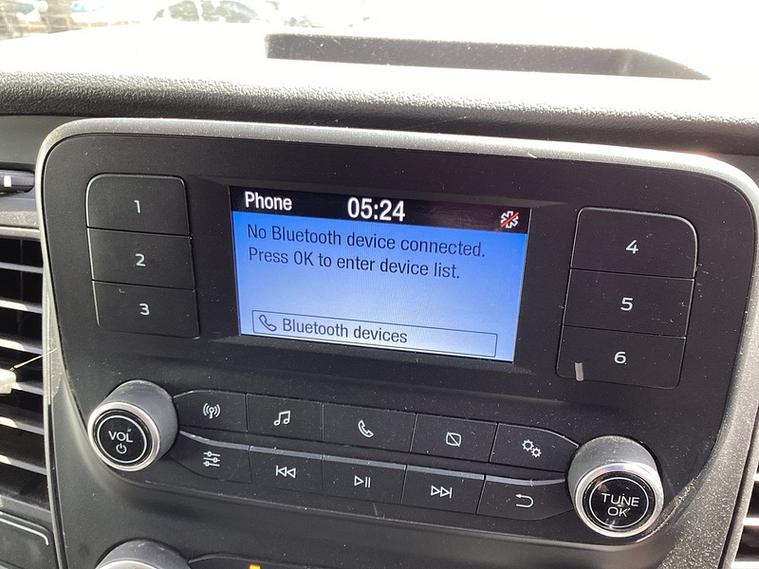 Phone 05:24
No Bluetooth device connected.
Press OK to enter device list.
Bluetooth devices
1
2
3
4
5
6
VOL
TUNE
OK